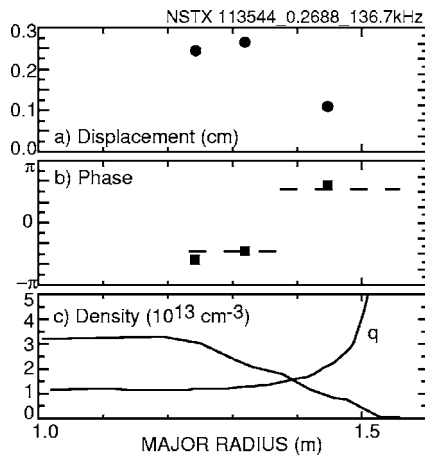 NSTX 113544_0.2688_136.7kHz
0.3
0.2
0.1
0.0
a) Displacement (cm)
π
b) Phase
0
−π
5
c) Density (10¹³ cm⁻³)
q
4
3
2
1
0
1.0
1.5
MAJOR RADIUS (m)